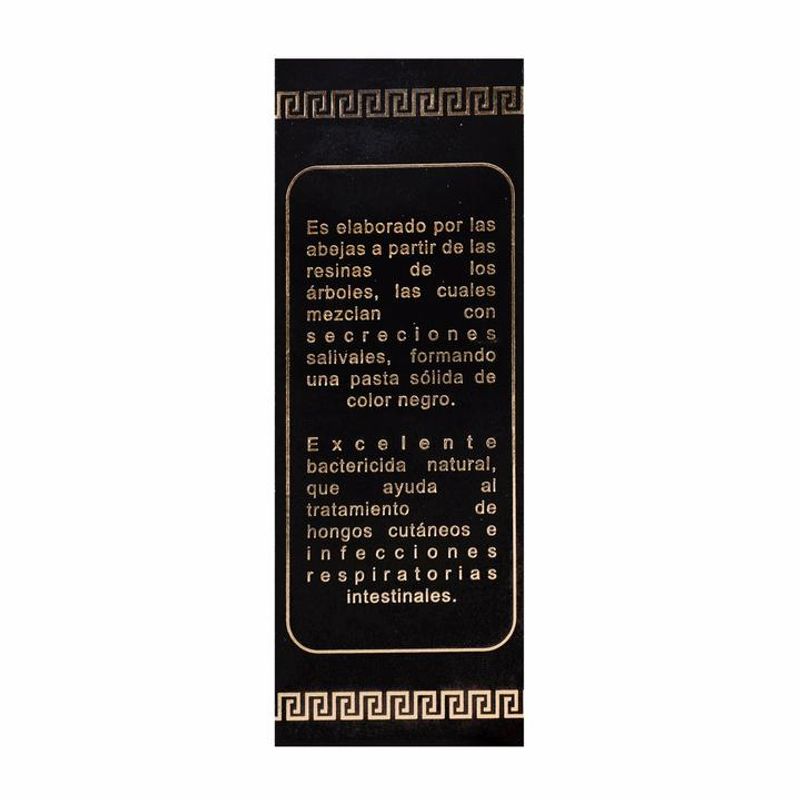 Es elaborado por las
abejas a partir de las
resinas de los
árboles, las cuales
mezclan con
secreciones
salivales, formando
una pasta sólida de
color negro.
Excelente
bactericida natural,
que ayuda al
tratamiento de
hongos cutáneos e
infecciones
respiratorias
intestinales.